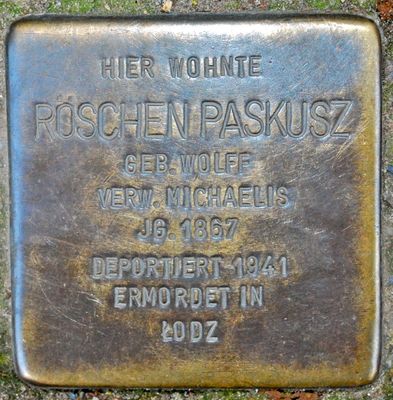 HIER WOHNTE
RÖSCHEN PASKUSZ
GEB. WOLFF
VERW. MICHAELIS
JG. 1867
DEPORTIERT 1941
ERMORDET IN
ŁODZ